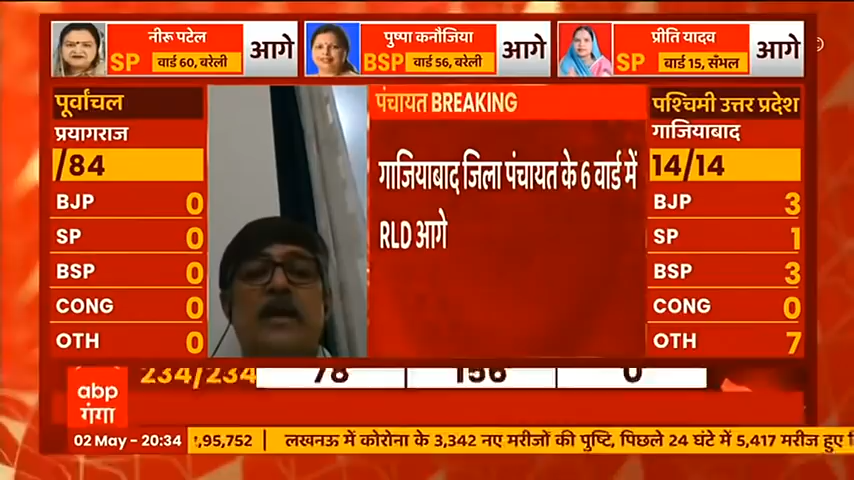 नीरू पटेल
SP वार्ड 60, बरेली
आगे
पुष्पा कनौजिया
BSP वार्ड 56, बरेली
आगे
प्रीति यादव
SP वार्ड 15, सँभल
आगे
पूर्वांचल
प्रयागराज
/84
BJP 0
SP 0
BSP 0
CONG 0
OTH 0
पंचायत BREAKING
गाजियाबाद जिला पंचायत के 6 वार्ड में
RLD आगे
पश्चिमी उत्तर प्रदेश
गाजियाबाद
14/14
BJP 3
SP 1
BSP 3
CONG 0
OTH 7
234/234 78 156 0
abp
गंगा
02 May - 20:34 ,95,752 | लखनऊ में कोरोना के 3,342 नए मरीजों की पुष्टि, पिछले 24 घंटे में 5,417 मरीज हुए